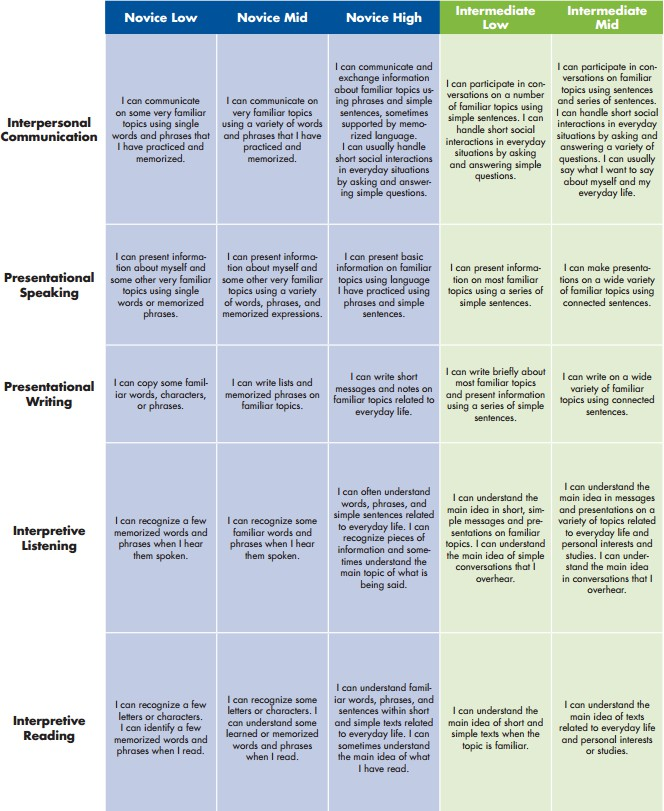 Novice Low
Novice Mid
Novice High
Intermediate
Low
Intermediate
Mid
Interpersonal
Communication
I can communicate
on some very familiar
topics using single
words and phrases that
I have practiced and
memorized.
I can communicate on
very familiar topics
using a variety of words
and phrases that I have
practiced and
memorized.
I can communicate and
exchange information
about familiar topics us-
ing phrases and simple
sentences, sometimes
supported by memo-
rized language.
I can usually handle
short social interactions
in everyday situations
by asking and answer-
ing simple questions.
I can participate in con-
versations on a number
of familiar topics using
simple sentences. I can
handle short social
interactions in everyday
situations by asking
and answering simple
questions.
I can participate in con-
versations on familiar
topics using sentences
and series of sentences.
I can handle short social
interactions in everyday
situations by asking and
answering a variety of
questions. I can usually
say what I want to say
about myself and my
everyday life.
Presentational
Speaking
I can present informa-
tion about myself and
some other very familiar
topics using single
words or memorized
phrases.
I can present informa-
tion about myself and
some other very familiar
topics using a variety
of words, phrases, and
memorized expressions.
I can present basic
information on familiar
topics using language
I have practiced using
phrases and simple
sentences.
I can present informa-
tion on most familiar
topics using a series of
simple sentences.
I can make presenta-
tions on a wide variety
of familiar topics using
connected sentences.
Presentational
Writing
I can copy some famil-
iar words, characters,
or phrases.
I can write lists and
memorized phrases on
familiar topics.
I can write short
messages and notes on
familiar topics related to
everyday life.
I can write briefly about
most familiar topics
and present information
using a series of simple
sentences.
I can write on a wide
variety of familiar
topics using connected
sentences.
Interpretive
Listening
I can recognize a few
memorized words and
phrases when I hear
them spoken.
I can recognize some
familiar words and
phrases when I hear
them spoken.
I can often understand
words, phrases, and
simple sentences related
to everyday life. I can
recognize pieces of
information and some-
times understand the
main topic of what is
being said.
I can understand the
main idea in short, sim-
ple messages and pre-
sentations on familiar
topics. I can understand
the main idea of simple
conversations that I
overhear.
I can understand the
main idea in messages
and presentations on a
variety of topics related
to everyday life and
personal interests and
studies. I can under-
stand the main idea
in conversations that I
overhear.
Interpretive
Reading
I can recognize a few
letters or characters.
I can identify a few
memorized words and
phrases when I read.
I can recognize some
letters or characters. I
can understand some
learned or memorized
words and phrases
when I read.
I can understand famil-
iar words, phrases, and
sentences within short
and simple texts related
to everyday life. I can
sometimes understand
the main idea of what
I have read.
I can understand the
main idea of short and
simple texts when the
topic is familiar.
I can understand the
main idea of texts
related to everyday life
and personal interests
or studies.